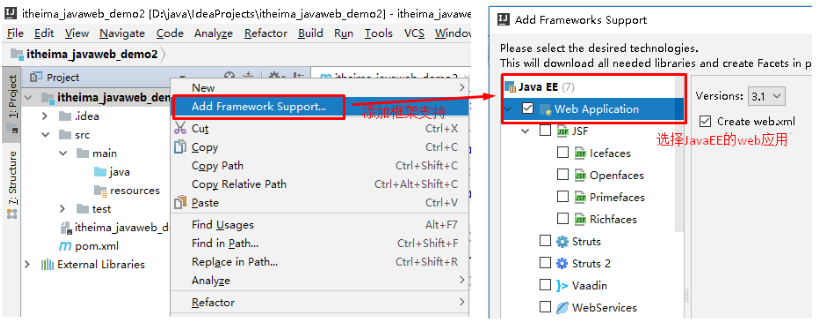 itheima_javaweb_demo2 [D:\java\IdeaProjects\itheima_javaweb_demo2] - itheima_javaweb
File Edit View Navigate Code Analyze Refactor Build Run Tools VCS Window
itheima_javaweb_demo2
1: Project
7: Structure
Project
itheima_javaweb_demo2
itheima_javaweb_dem
.idea
src
main
java
resources
test
itheima_javaweb_d
pom.xml
External Libraries
New
Add Framework Support...
添加框架支持
Cut Ctrl+X
Copy Ctrl+C
Copy Path Ctrl+Shift+C
Copy Relative Path Ctrl+Alt+Shift+C
Paste Ctrl+V
Find Usages Alt+F7
Find in Path... Ctrl+Shift+F
Replace in Path... Ctrl+Shift+R
Analyze
Refactor
Add Frameworks Support
Please select the desired technologies.
This will download all needed libraries and create Facets in p
Java EE (7)
Web Application
JSF
Icefaces
Openfaces
Primefaces
Richfaces
Struts
Struts 2
Vaadin
WebServices
Versions: 3.1
Create web.xml
选择JavaEE的web应用